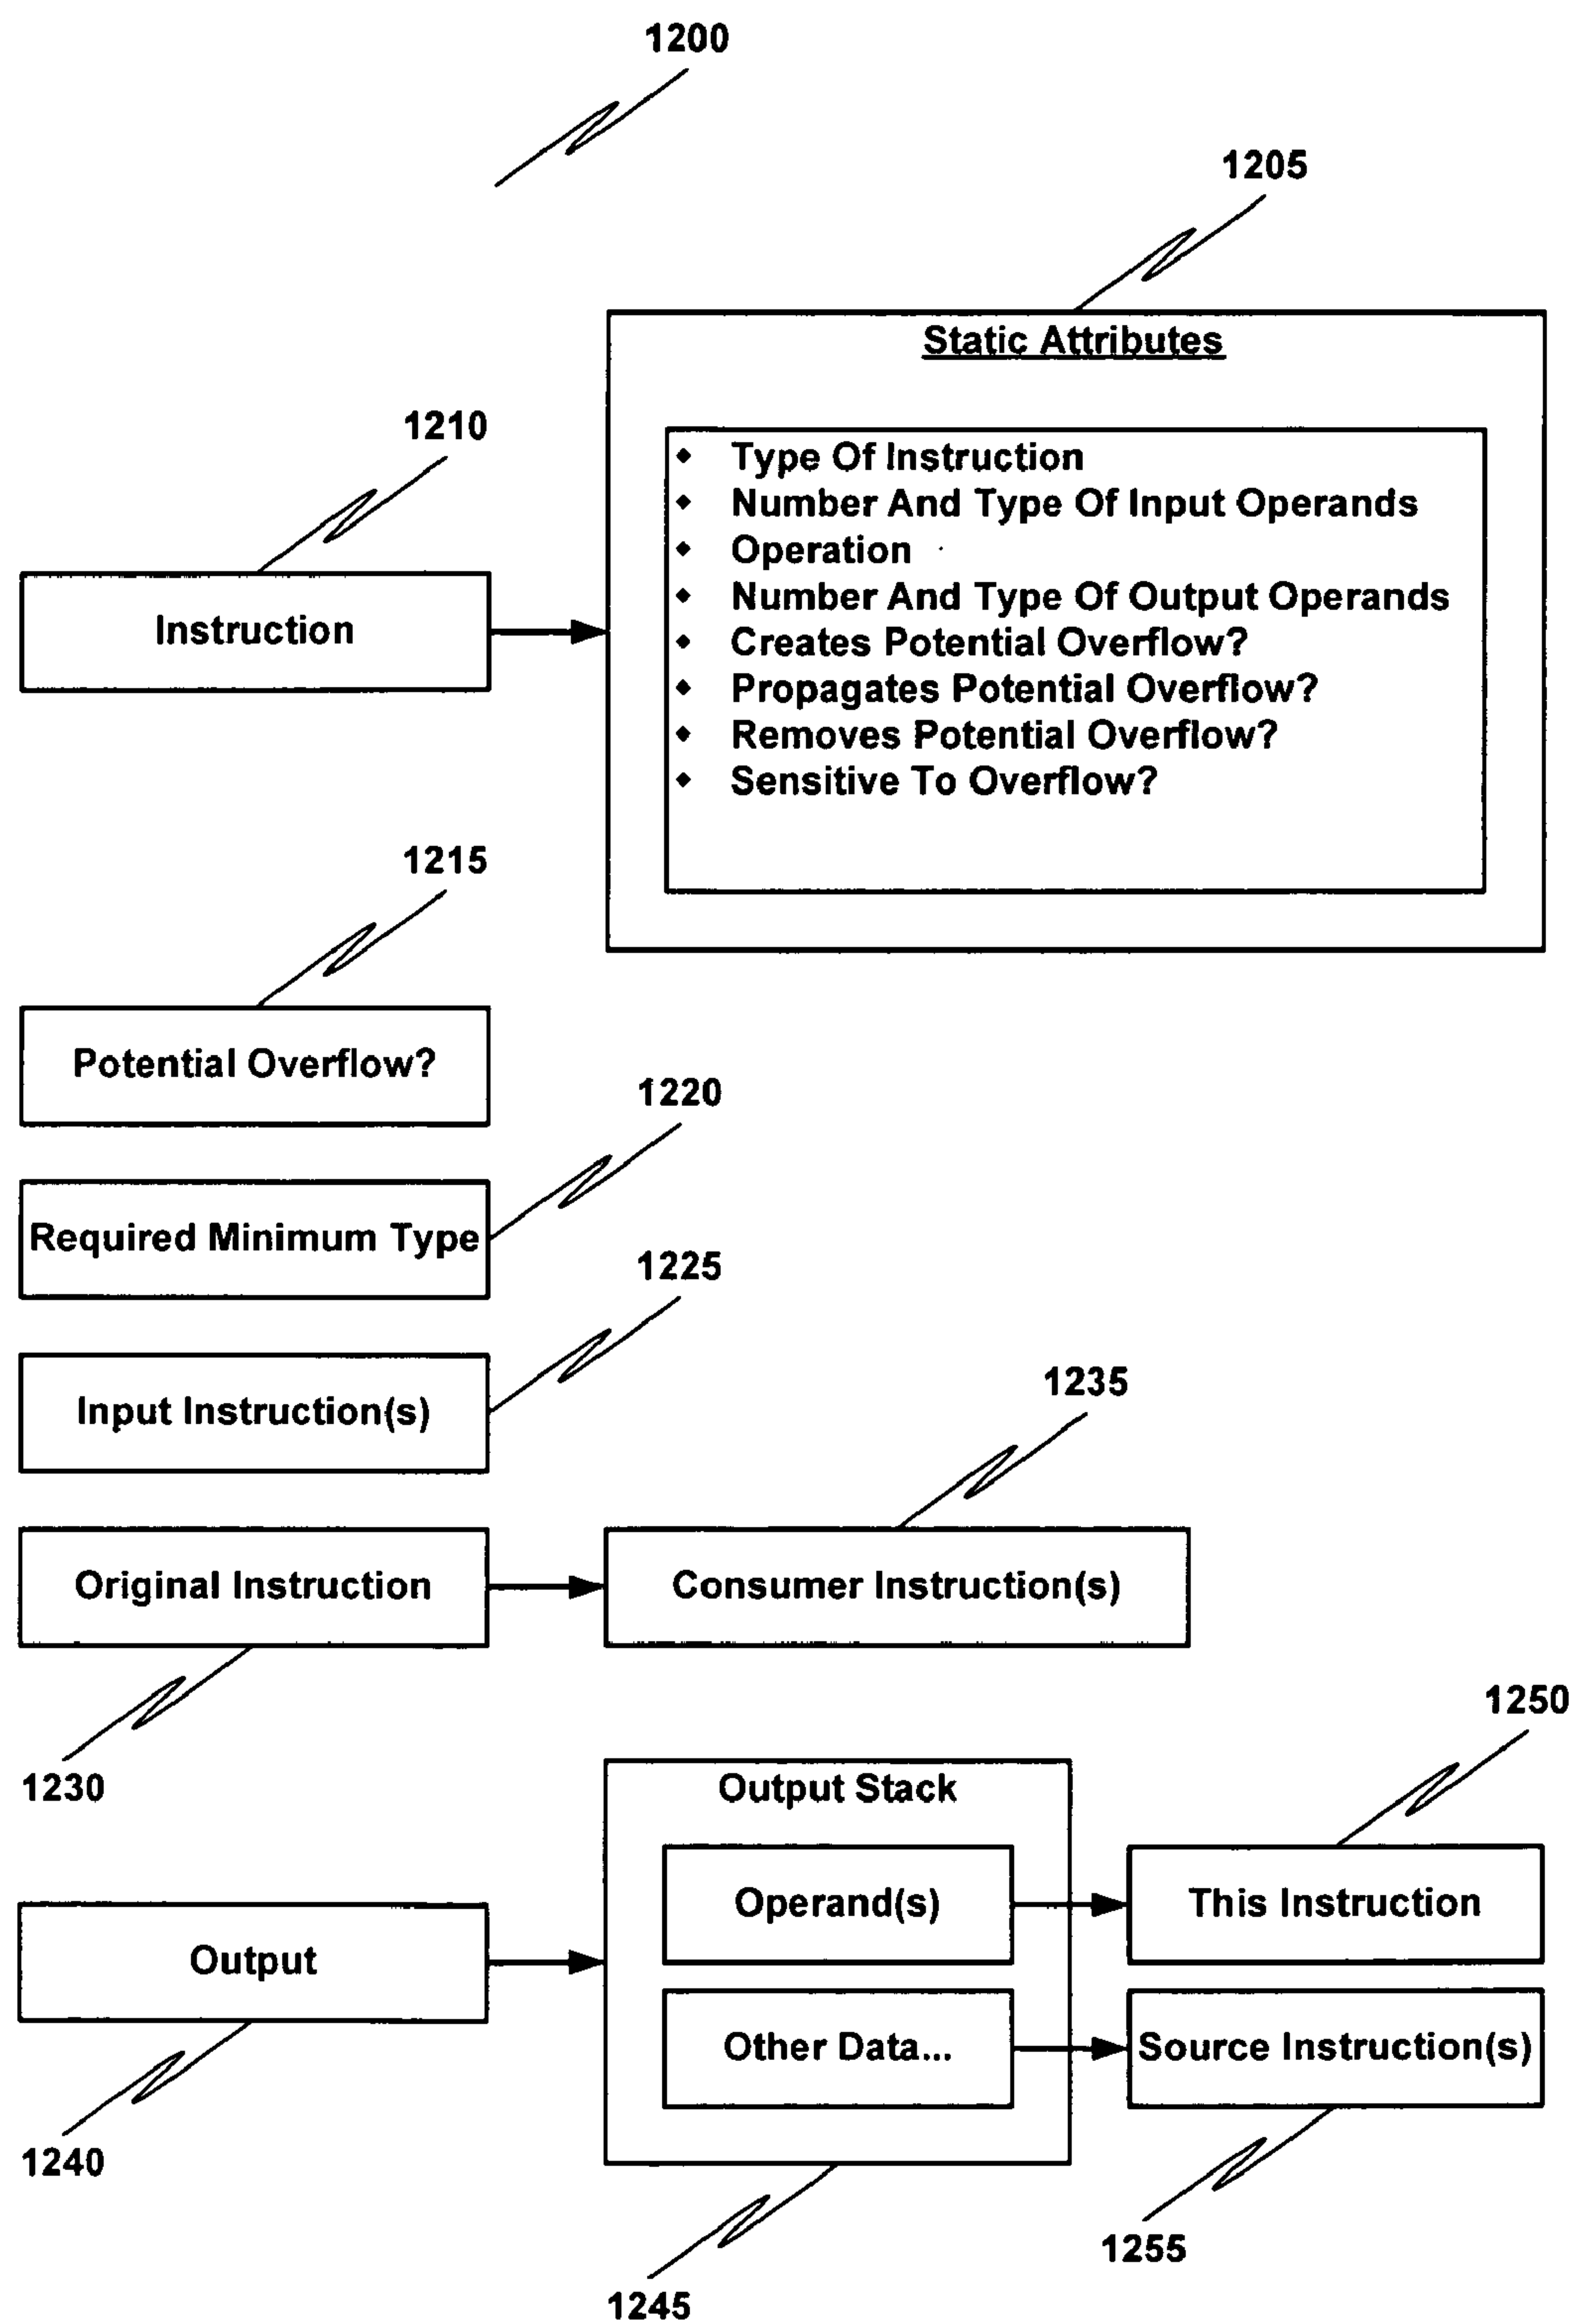 1200
1205
Static Attributes
1210
◆ Type Of Instruction
◆ Number And Type Of Input Operands
◆ Operation
◆ Number And Type Of Output Operands
◆ Creates Potential Overflow?
◆ Propagates Potential Overflow?
◆ Removes Potential Overflow?
◆ Sensitive To Overflow?
Instruction
1215
Potential Overflow?
1220
Required Minimum Type
1225
Input Instruction(s)
1235
Original Instruction
Consumer Instruction(s)
1230
1250
Output Stack
Operand(s)
This Instruction
Output
Other Data...
Source Instruction(s)
1240
1255
1245